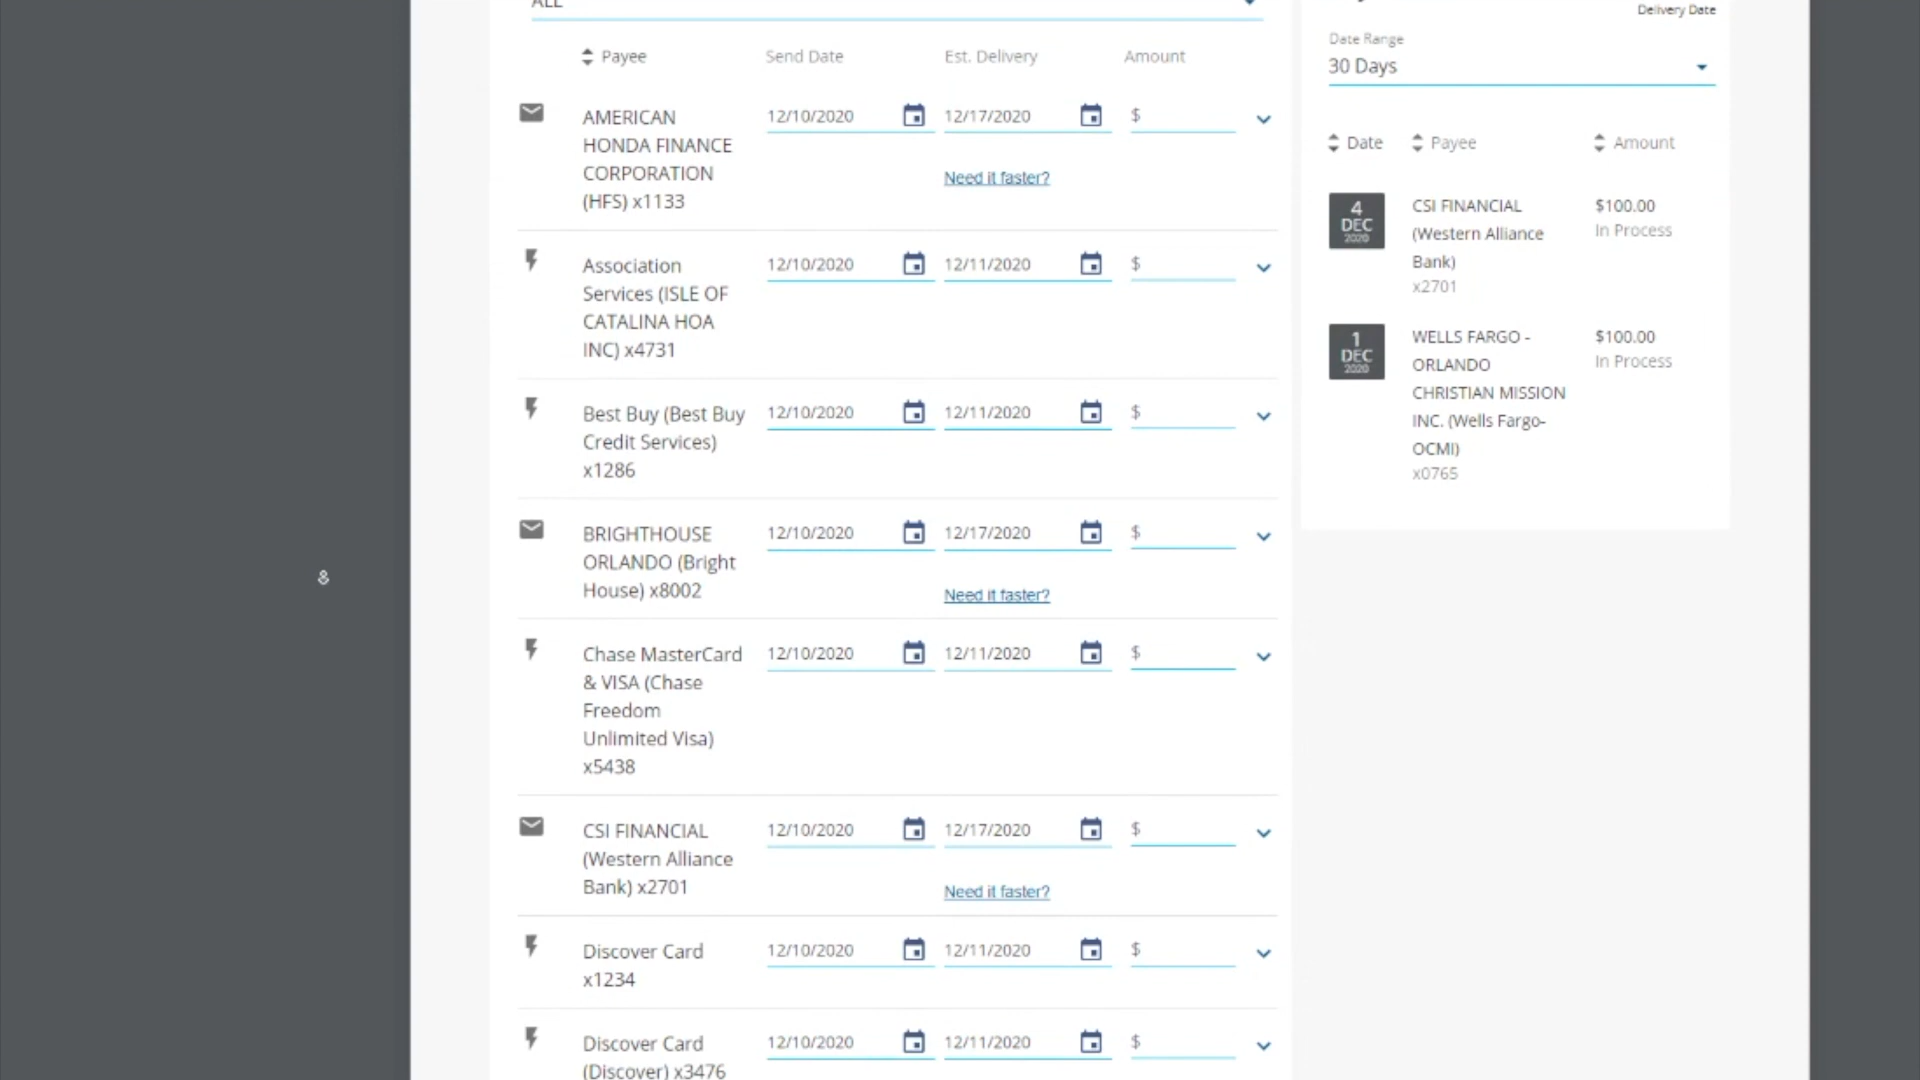 ALL
Payee Send Date Est. Delivery Amount
AMERICAN 12/10/2020 12/17/2020 $
HONDA FINANCE
CORPORATION Need it faster?
(HFS) x1133
Association 12/10/2020 12/11/2020 $
Services (ISLE OF
CATALINA HOA
INC) x4731
Best Buy (Best Buy 12/10/2020 12/11/2020 $
Credit Services)
x1286
BRIGHTHOUSE 12/10/2020 12/17/2020 $
ORLANDO (Bright
House) x8002 Need it faster?
Chase MasterCard 12/10/2020 12/11/2020 $
& VISA (Chase
Freedom
Unlimited Visa)
x5438
CSI FINANCIAL 12/10/2020 12/17/2020 $
(Western Alliance
Bank) x2701 Need it faster?
Discover Card 12/10/2020 12/11/2020 $
x1234
Discover Card 12/10/2020 12/11/2020 $
(Discover) x3476
Delivery Date
Date Range
30 Days
Date Payee Amount
4 CSI FINANCIAL $100.00
DEC (Western Alliance In Process
2020 Bank)
x2701
1 WELLS FARGO - $100.00
DEC ORLANDO In Process
2020 CHRISTIAN MISSION
INC. (Wells Fargo-
OCMI)
x0765